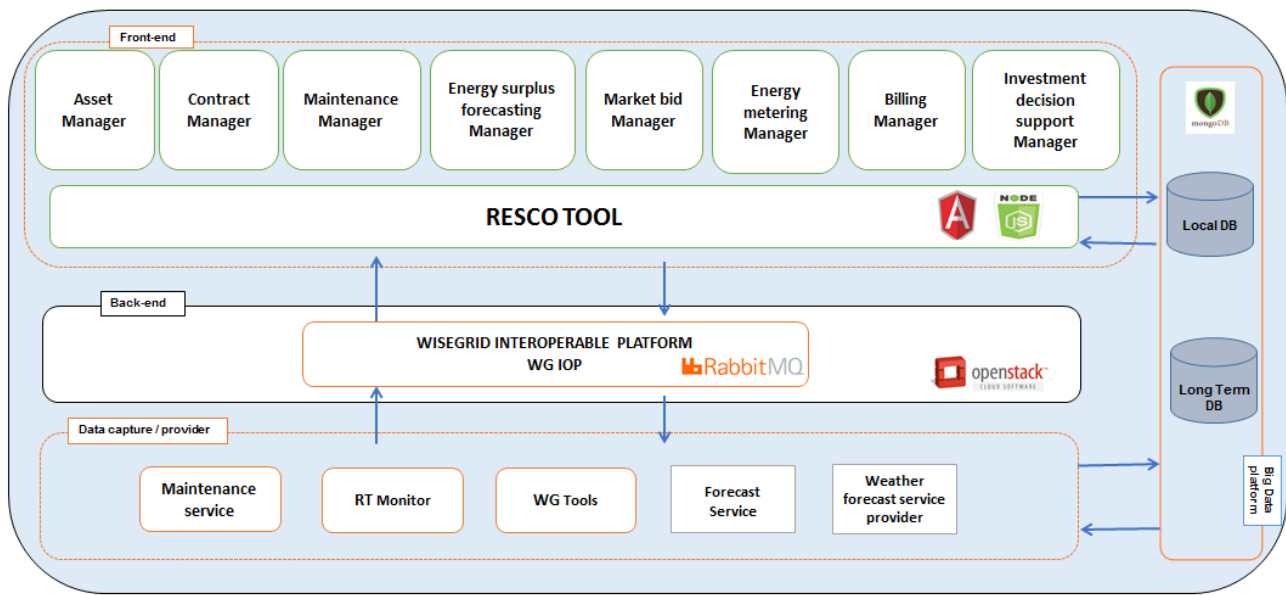 Front-end
Asset
Manager
Contract
Manager
Maintenance
Manager
Energy surplus
forecasting
Manager
Market bid
Manager
Energy
metering
Manager
Billing
Manager
Investment
decision
support
Manager
mongoDB
RESCO TOOL
NODE
JS
Local DB
Back-end
WISEGRID INTEROPERABLE PLATFORM
WG IOP
RabbitMQ
openstack™
CLOUD SOFTWARE
Long Term
DB
Data capture / provider
Maintenance
service
RT Monitor
WG Tools
Forecast
Service
Weather
forecast service
provider
Big Data
platform